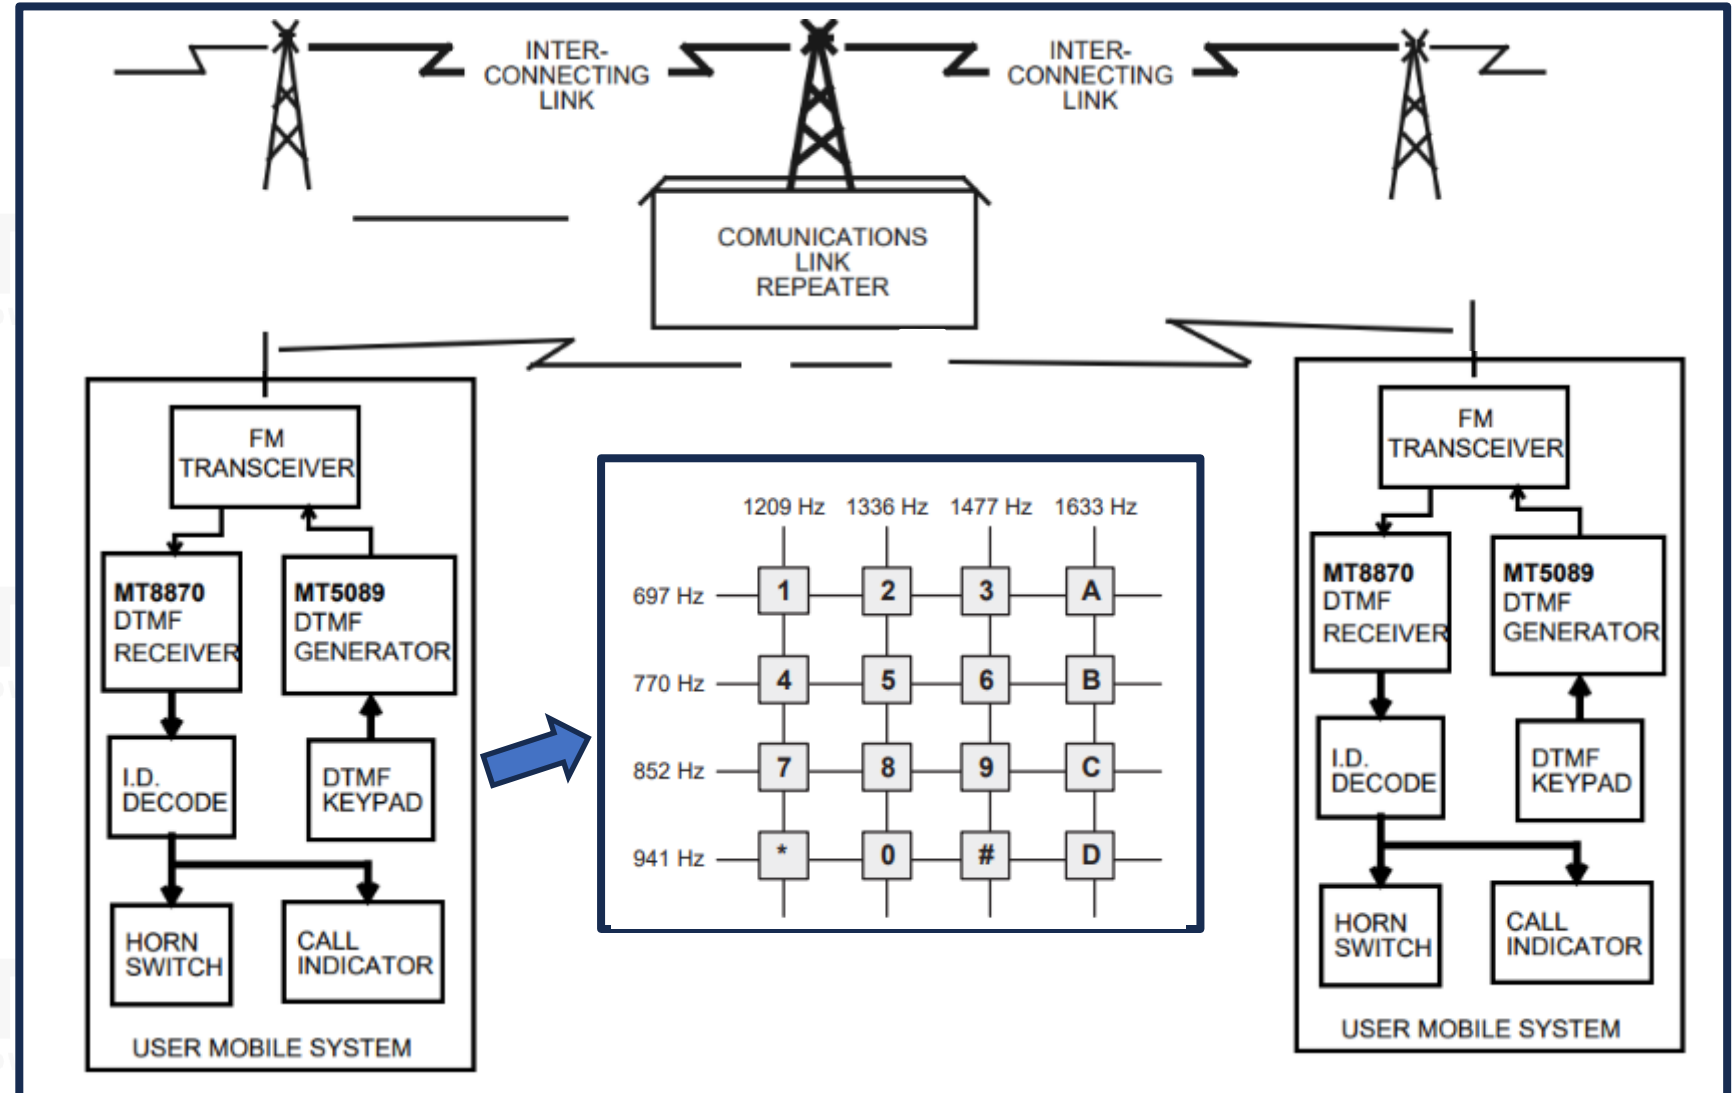 INTER-
CONNECTING
LINK
INTER-
CONNECTING
LINK
COMUNICATIONS
LINK
REPEATER
FM
TRANSCEIVER
MT8870
DTMF
RECEIVER
MT5089
DTMF
GENERATOR
I.D.
DECODE
DTMF
KEYPAD
HORN
SWITCH
CALL
INDICATOR
USER MOBILE SYSTEM
1209 Hz 1336 Hz 1477 Hz 1633 Hz
697 Hz 1 2 3 A
770 Hz 4 5 6 B
852 Hz 7 8 9 C
941 Hz * 0 # D
FM
TRANSCEIVER
MT8870
DTMF
RECEIVER
MT5089
DTMF
GENERATOR
I.D.
DECODE
DTMF
KEYPAD
HORN
SWITCH
CALL
INDICATOR
USER MOBILE SYSTEM